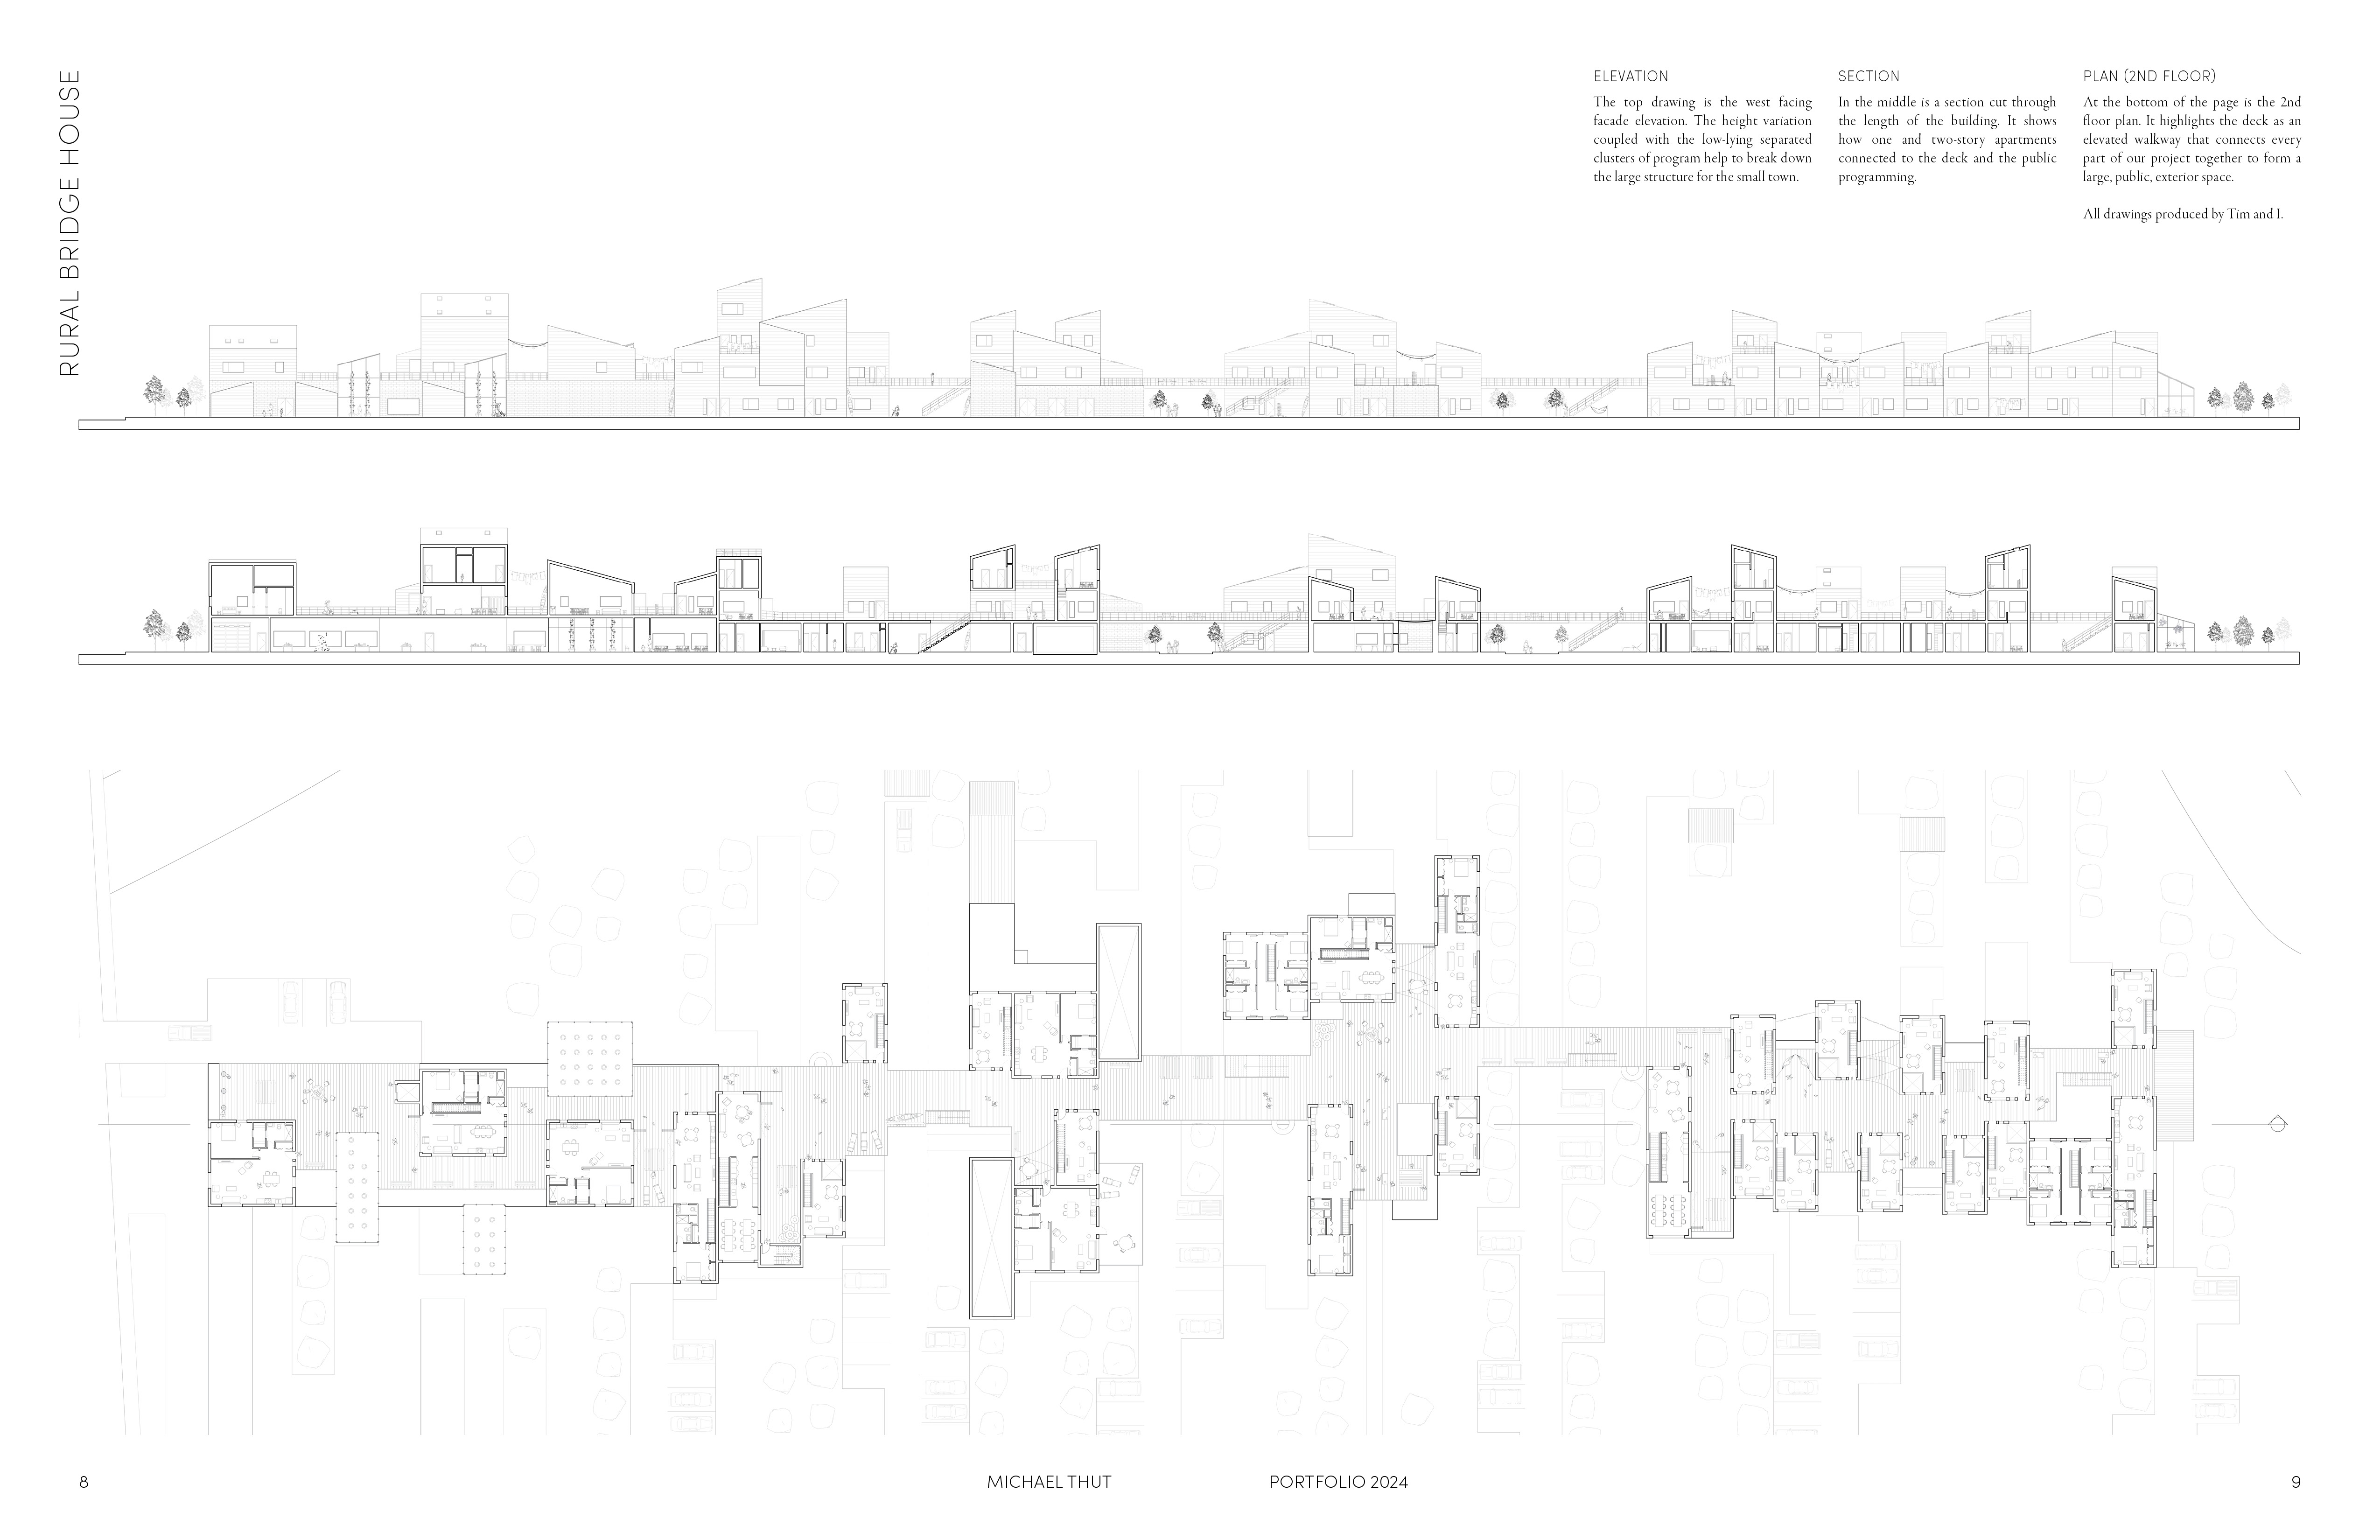 RURAL BRIDGE HOUSE
ELEVATION
The top drawing is the west facing
facade elevation. The height variation
coupled with the low-lying separated
clusters of program help to break down
the large structure for the small town.
SECTION
In the middle is a section cut through
the length of the building. It shows
how one and two-story apartments
connected to the deck and the public
programming.
PLAN (2ND FLOOR)
At the bottom of the page is the 2nd
floor plan. It highlights the deck as an
elevated walkway that connects every
part of our project together to form a
large, public, exterior space.
All drawings produced by Tim and I.
8
MICHAEL THUT
PORTFOLIO 2024
9